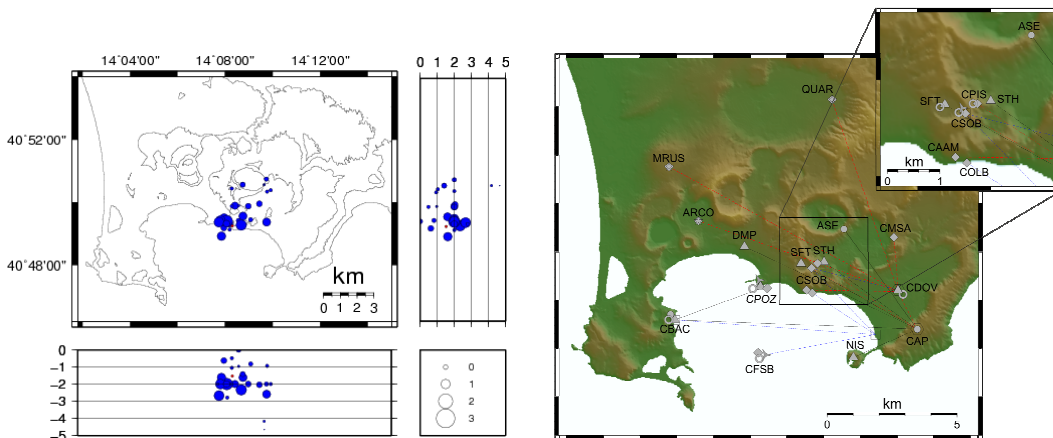 14°04'00" 14°08'00" 14°12'00"
0 1 2 3 4 5
40°52'00"
40°48'00"
km
0 1 2 3
0
−1
−2
−3
−4
−5
0
1
2
3
QUAR
MRUS
ARCO
DMP
ASE
CMSA
SFT STH
CSOB
CPOZ
CDOV
CBAC
CAP
NIS
CFSB
km
0 5
ASE
SFT CPIS STH
CSOB
CAAM
COLB
km
0 1